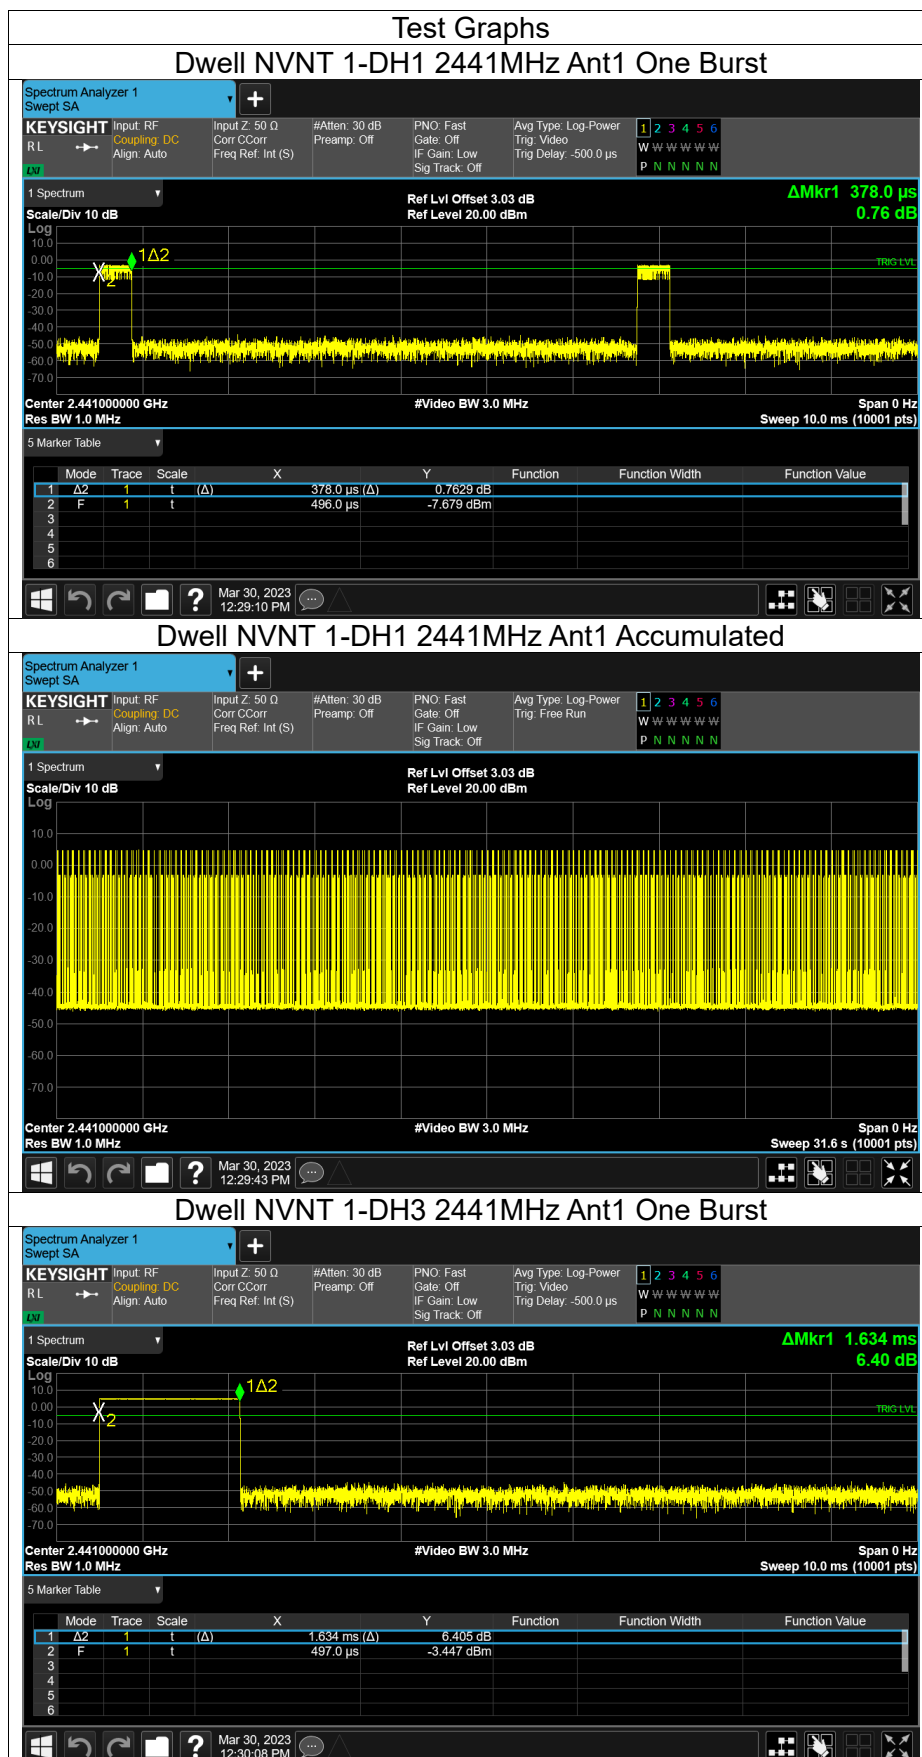 Test Graphs
Dwell NVNT 1-DH1 2441MHz Ant1 One Burst
Spectrum Analyzer 1
Swept SA
+
KEYSIGHT Input: RF Input Z: 50 Ω #Atten: 30 dB PNO: Fast Avg Type: Log-Power 1 2 3 4 5 6
RL Coupling: DC Corr CCorr Preamp: Off Gate: Off Trig: Video W W W W W W
Align: Auto Freq Ref: Int (S) IF Gain: Low Trig Delay: -500.0 µs
LXI Sig Track: Off P N N N N N
1 Spectrum Ref Lvl Offset 3.03 dB ΔMkr1 378.0 µs
Scale/Div 10 dB Ref Level 20.00 dBm 0.76 dB
Log
10.0
1Δ2
0.00
TRIG LVL
-10.0
2
-20.0
-30.0
-40.0
-50.0
-60.0
-70.0
Center 2.441000000 GHz #Video BW 3.0 MHz Span 0 Hz
Res BW 1.0 MHz Sweep 10.0 ms (10001 pts)
5 Marker Table
Mode Trace Scale X Y Function Function Width Function Value
1 Δ2 1 t (Δ) 378.0 µs (Δ) 0.7629 dB
2 F 1 t 496.0 µs -7.679 dBm
3
4
5
6
? Mar 30, 2023
12:29:10 PM
Dwell NVNT 1-DH1 2441MHz Ant1 Accumulated
Spectrum Analyzer 1
Swept SA
+
KEYSIGHT Input: RF Input Z: 50 Ω #Atten: 30 dB PNO: Fast Avg Type: Log-Power 1 2 3 4 5 6
RL Coupling: DC Corr CCorr Preamp: Off Gate: Off Trig: Free Run W W W W W W
Align: Auto Freq Ref: Int (S) IF Gain: Low
LXI Sig Track: Off P N N N N N
1 Spectrum Ref Lvl Offset 3.03 dB
Scale/Div 10 dB Ref Level 20.00 dBm
Log
10.0
0.00
-10.0
-20.0
-30.0
-40.0
-50.0
-60.0
-70.0
Center 2.441000000 GHz #Video BW 3.0 MHz Span 0 Hz
Res BW 1.0 MHz Sweep 31.6 s (10001 pts)
? Mar 30, 2023
12:29:43 PM
Dwell NVNT 1-DH3 2441MHz Ant1 One Burst
Spectrum Analyzer 1
Swept SA
+
KEYSIGHT Input: RF Input Z: 50 Ω #Atten: 30 dB PNO: Fast Avg Type: Log-Power 1 2 3 4 5 6
RL Coupling: DC Corr CCorr Preamp: Off Gate: Off Trig: Video W W W W W W
Align: Auto Freq Ref: Int (S) IF Gain: Low Trig Delay: -500.0 µs
LXI Sig Track: Off P N N N N N
1 Spectrum Ref Lvl Offset 3.03 dB ΔMkr1 1.634 ms
Scale/Div 10 dB Ref Level 20.00 dBm 6.40 dB
Log
10.0
1Δ2
0.00
TRIG LVL
-10.0
2
-20.0
-30.0
-40.0
-50.0
-60.0
-70.0
Center 2.441000000 GHz #Video BW 3.0 MHz Span 0 Hz
Res BW 1.0 MHz Sweep 10.0 ms (10001 pts)
5 Marker Table
Mode Trace Scale X Y Function Function Width Function Value
1 Δ2 1 t (Δ) 1.634 ms (Δ) 6.405 dB
2 F 1 t 497.0 µs -3.447 dBm
3
4
5
6
? Mar 30, 2023
12:30:08 PM